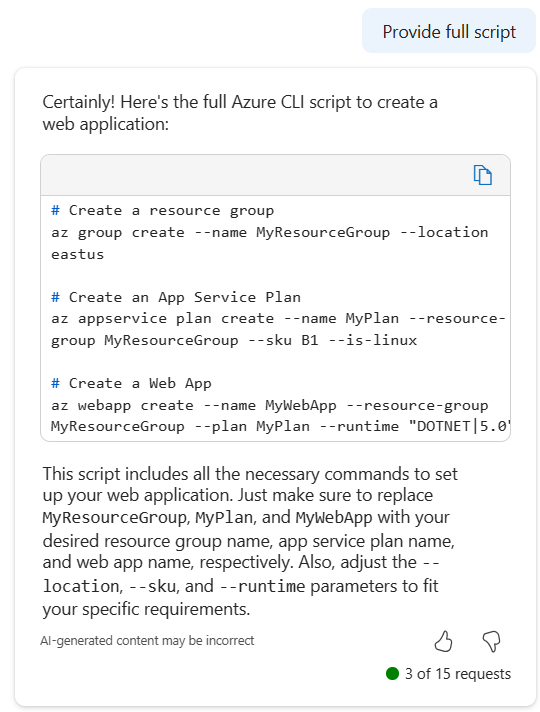 Provide full script
Certainly! Here's the full Azure CLI script to create a
web application:
# Create a resource group
az group create --name MyResourceGroup --location
eastus
# Create an App Service Plan
az appservice plan create --name MyPlan --resource-
group MyResourceGroup --sku B1 --is-linux
# Create a Web App
az webapp create --name MyWebApp --resource-group
MyResourceGroup --plan MyPlan --runtime "DOTNET|5.0"
This script includes all the necessary commands to set
up your web application. Just make sure to replace
MyResourceGroup, MyPlan, and MyWebApp with your
desired resource group name, app service plan name,
and web app name, respectively. Also, adjust the --
location, --sku, and --runtime parameters to fit
your specific requirements.
AI-generated content may be incorrect
3 of 15 requests